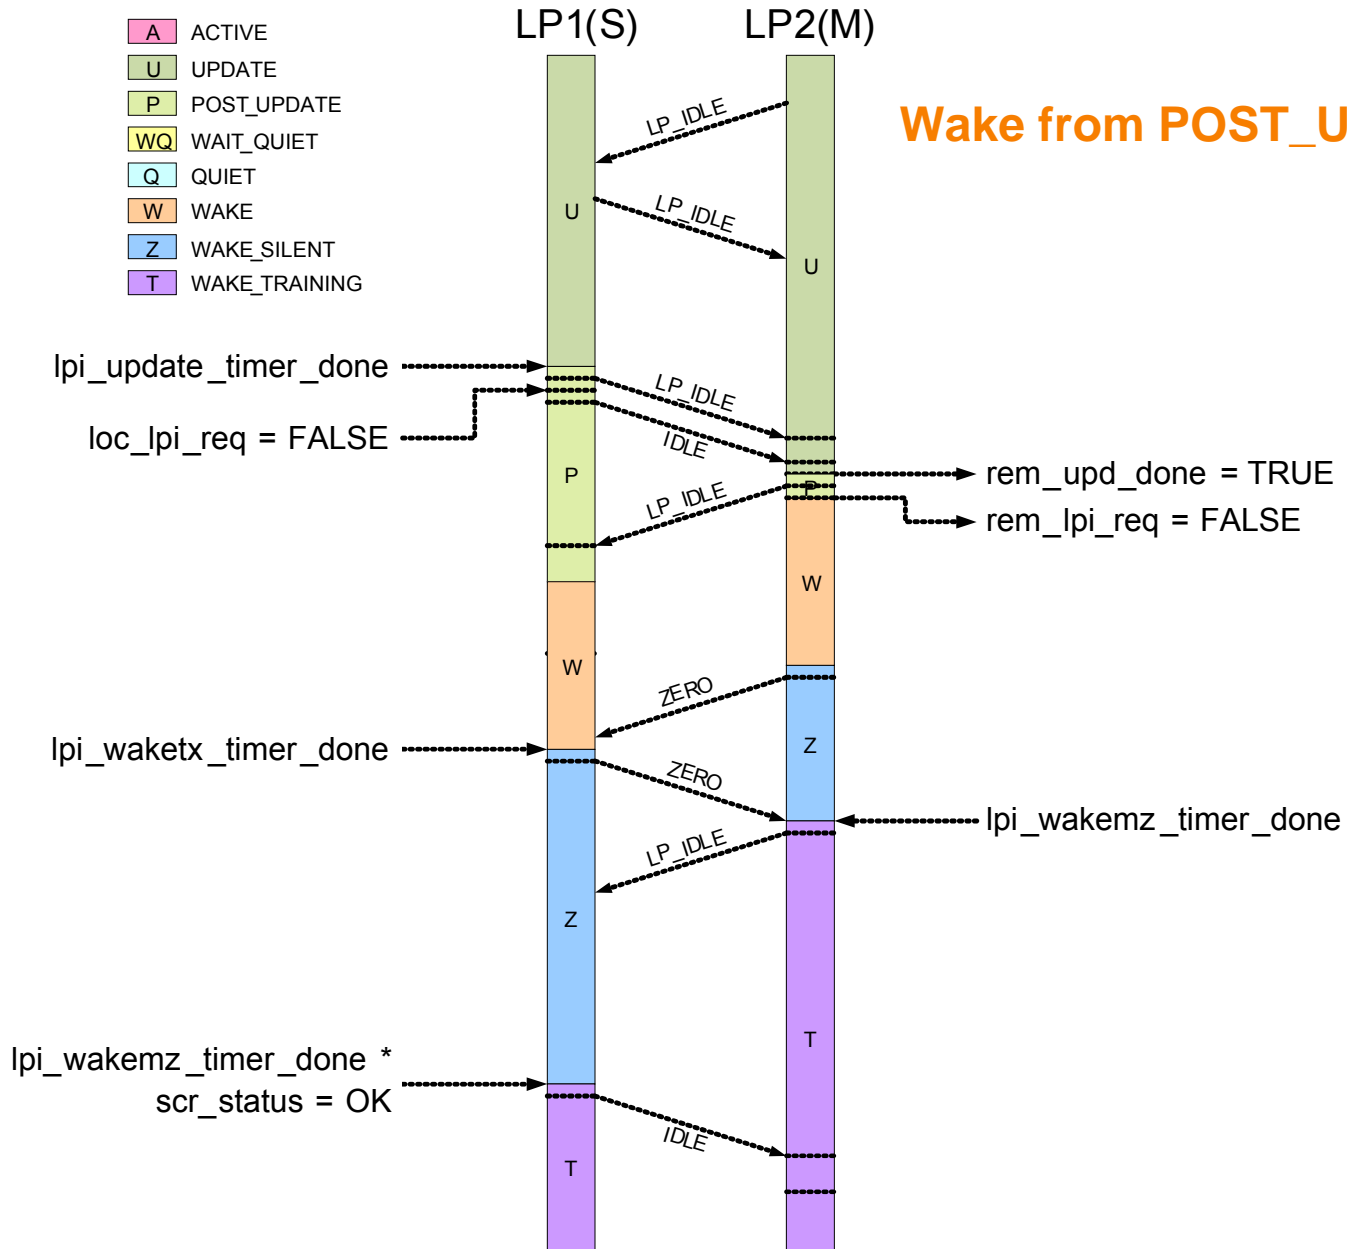 LP1(S)
LP2(M)
A ACTIVE
U UPDATE
P POST_UPDATE
WQ WAIT_QUIET
Q QUIET
W WAKE
Z WAKE_SILENT
T WAKE_TRAINING
Wake from POST_U
LP_IDLE
LP_IDLE
U
U
lpi_update_timer_done
LP_IDLE
loc_lpi_req = FALSE
IDLE
P
rem_upd_done = TRUE
P
LP_IDLE
rem_lpi_req = FALSE
W
W
ZERO
lpi_waketx_timer_done
Z
ZERO
lpi_wakemz_timer_done
LP_IDLE
Z
T
lpi_wakemz_timer_done *
scr_status = OK
IDLE
T